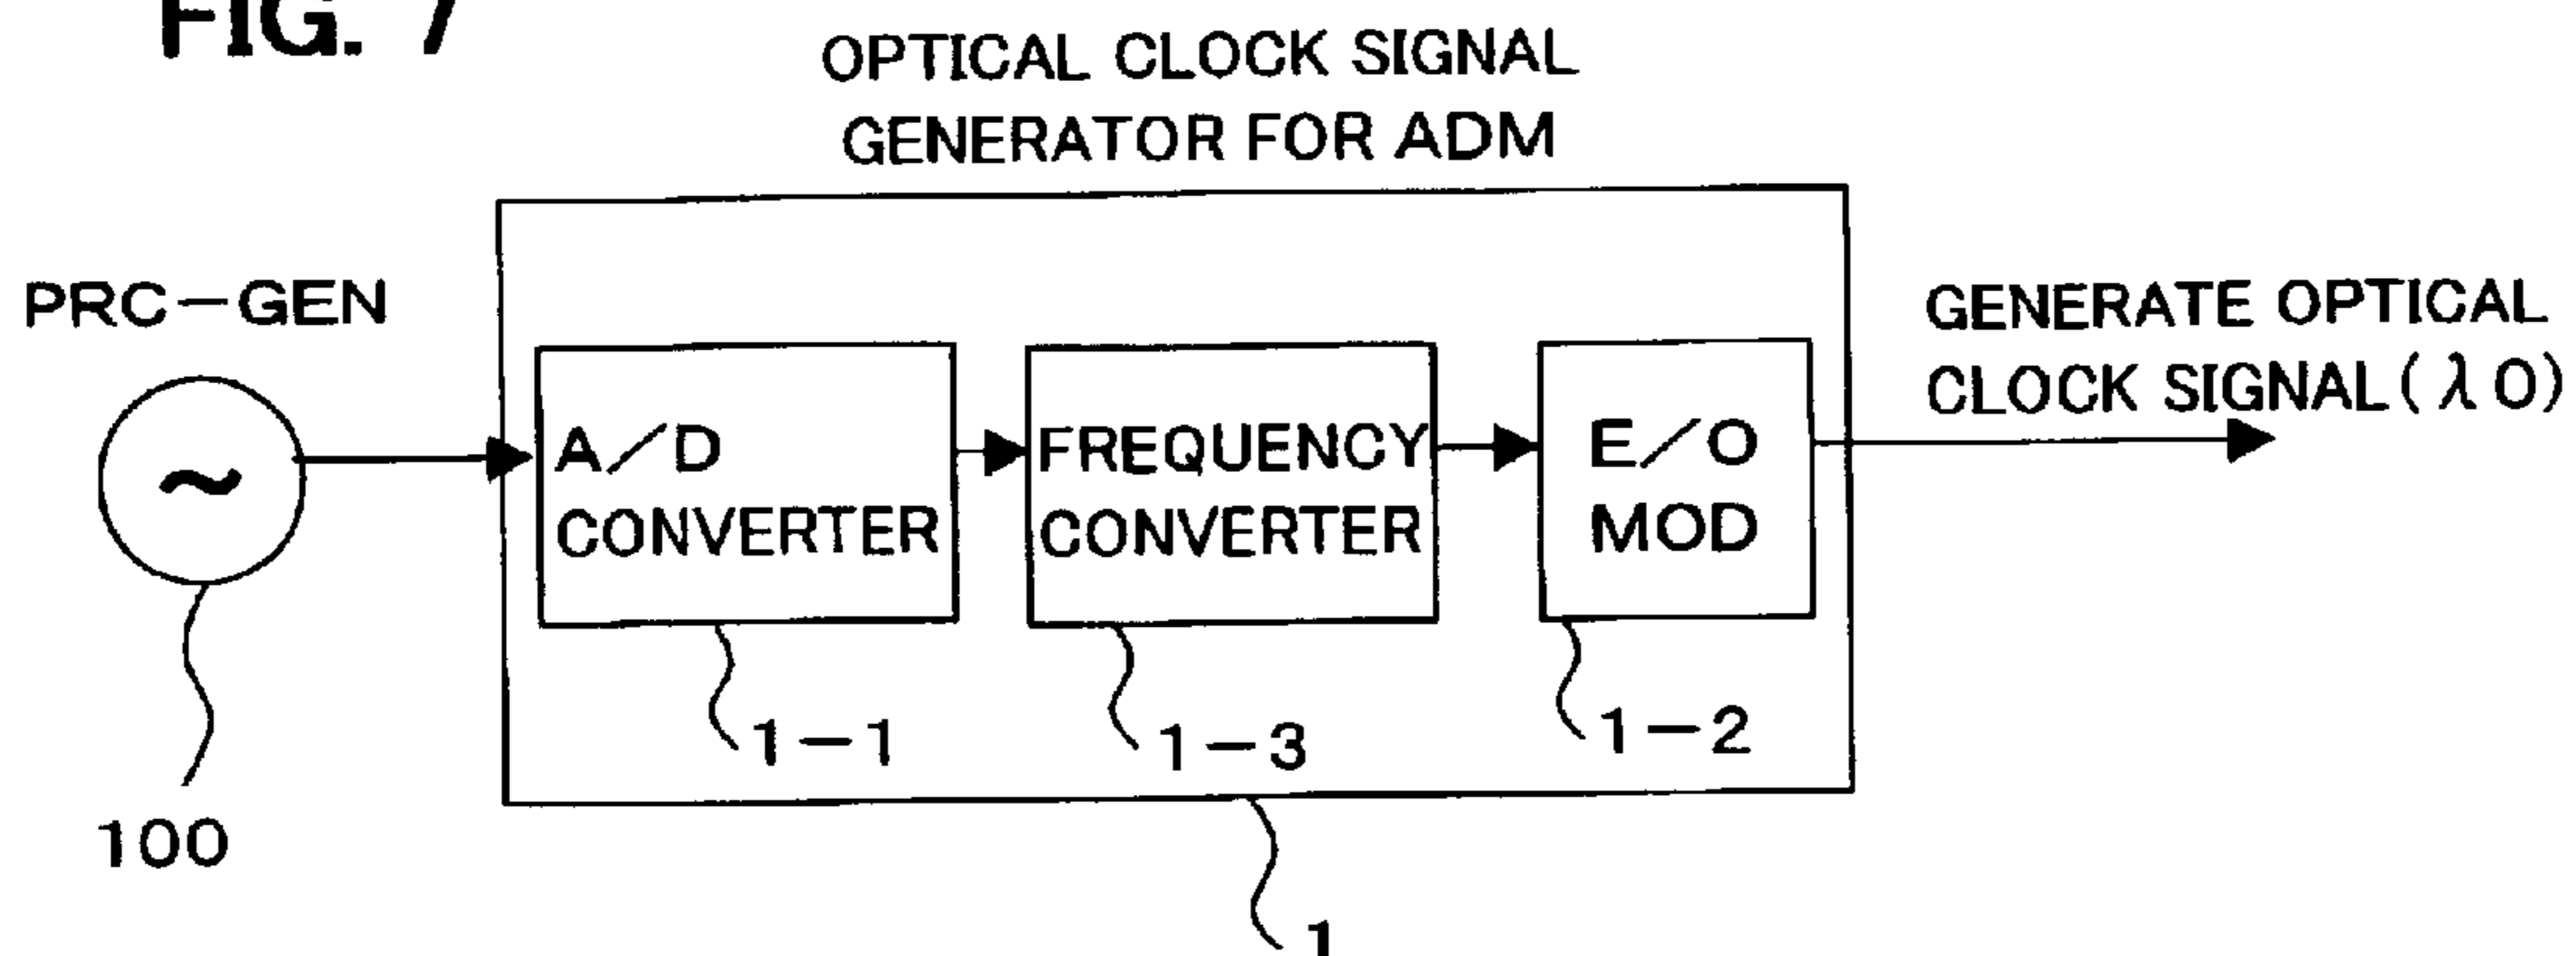 FIG. 7
OPTICAL CLOCK SIGNAL
GENERATOR FOR ADM
PRC-GEN
GENERATE OPTICAL
CLOCK SIGNAL(λ0)
A/D
CONVERTER
FREQUENCY
CONVERTER
E/O
MOD
1-1
1-3
1-2
100
1